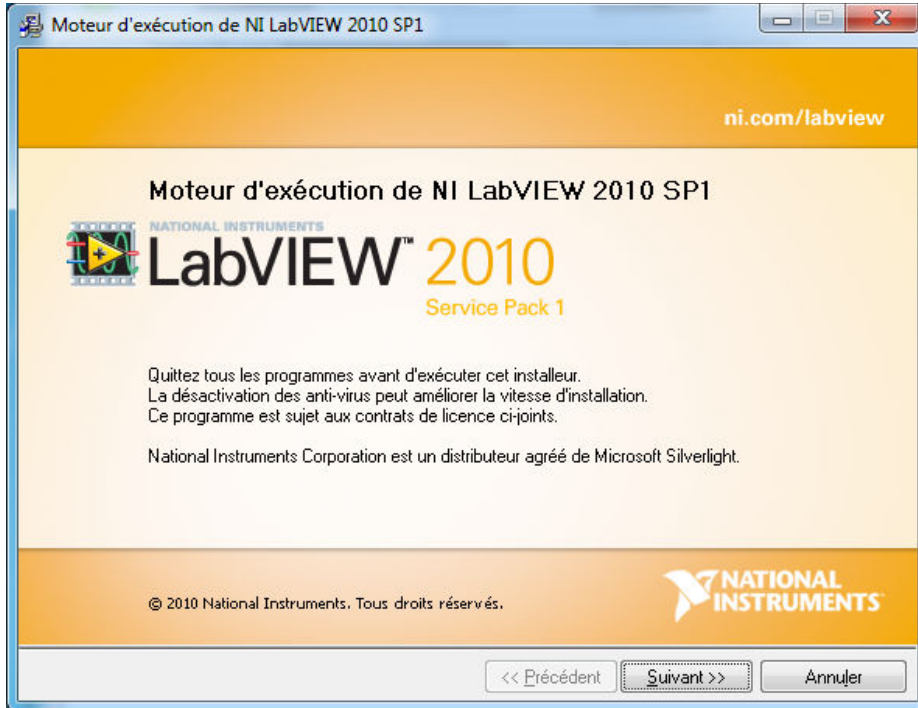 Moteur d'exécution de NI LabVIEW 2010 SP1
ni.com/labview
Moteur d'exécution de NI LabVIEW 2010 SP1
NATIONAL INSTRUMENTS
LabVIEW™ 2010
Service Pack 1
Quittez tous les programmes avant d'exécuter cet installeur.
La désactivation des anti-virus peut améliorer la vitesse d'installation.
Ce programme est sujet aux contrats de licence ci-joints.
National Instruments Corporation est un distributeur agréé de Microsoft Silverlight.
© 2010 National Instruments. Tous droits réservés.
NATIONAL
INSTRUMENTS
<< Précédent Suivant >> Annuler